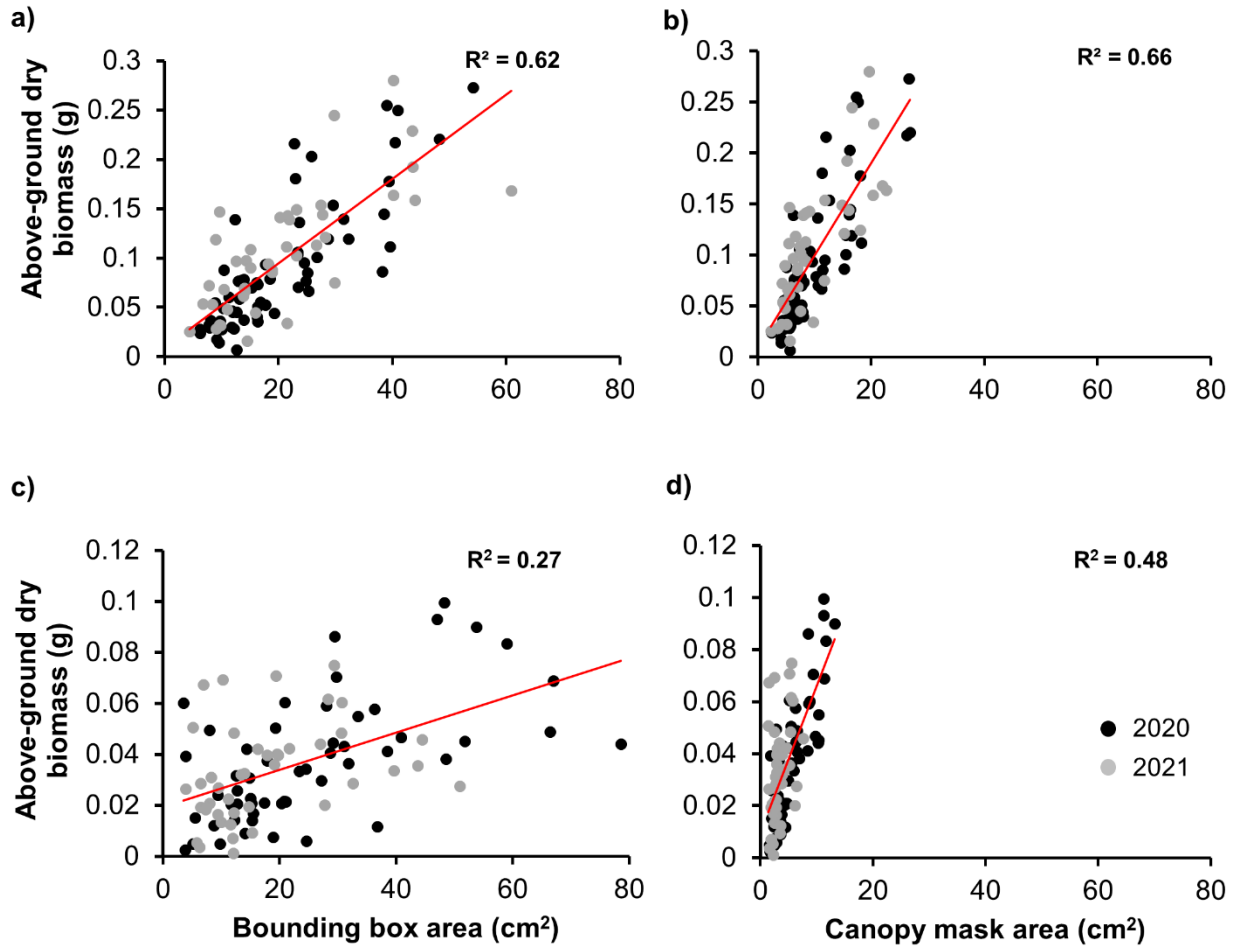 a)
R² = 0.62
0.3
0.25
0.2
0.15
0.1
0.05
0
0 20 40 60 80
Above-ground dry
biomass (g)
b)
R² = 0.66
0.3
0.25
0.2
0.15
0.1
0.05
0
0 20 40 60 80
c)
R² = 0.27
0.12
0.1
0.08
0.06
0.04
0.02
0
0 20 40 60 80
Above-ground dry
biomass (g)
Bounding box area (cm²)
d)
R² = 0.48
0.12
0.1
0.08
0.06
0.04
0.02
0
0 20 40 60 80
2020
2021
Canopy mask area (cm²)